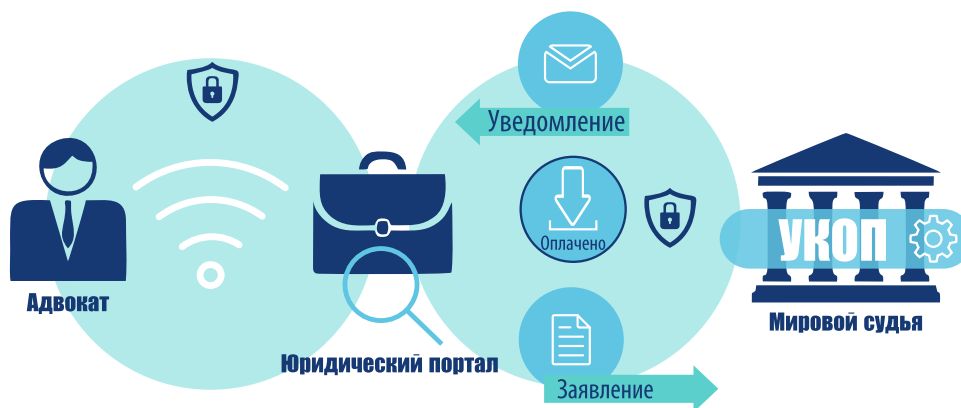 Уведомление
Оплачено
УКОП
Адвокат
Мировой судья
Юридический портал
Заявление